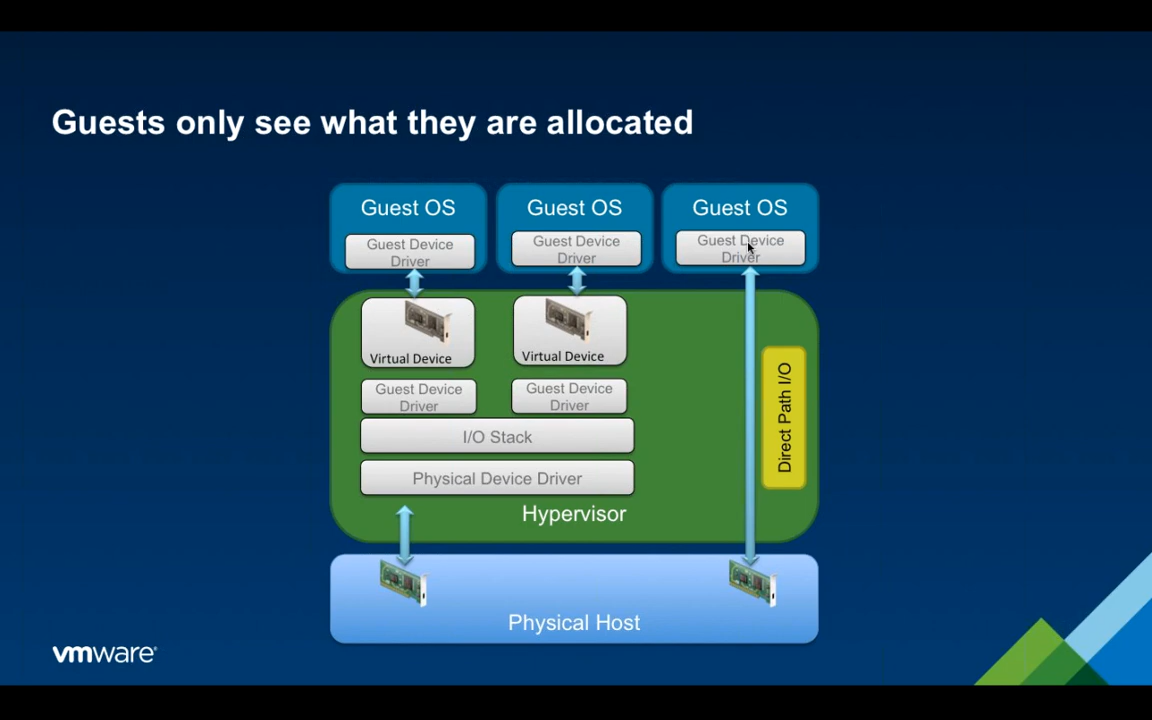 Guests only see what they are allocated
Guest OS
Guest Device
Driver
Guest OS
Guest Device
Driver
Guest OS
Guest Device
Driver
Virtual Device
Virtual Device
Guest Device
Driver
Guest Device
Driver
I/O Stack
Physical Device Driver
Hypervisor
Direct Path I/O
Physical Host
vmware®